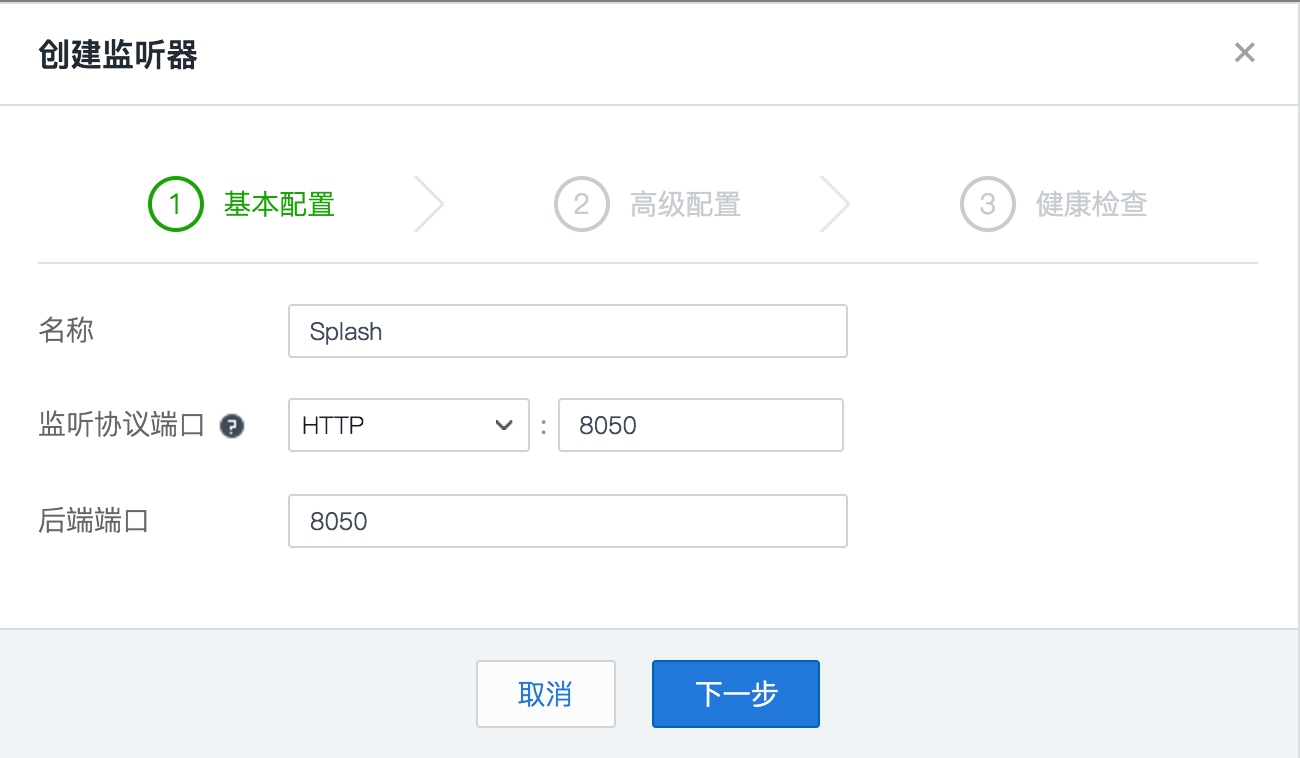 创建监听器
1 基本配置 2 高级配置 3 健康检查
名称 Splash
监听协议端口 ? HTTP : 8050
后端端口 8050
取消 下一步